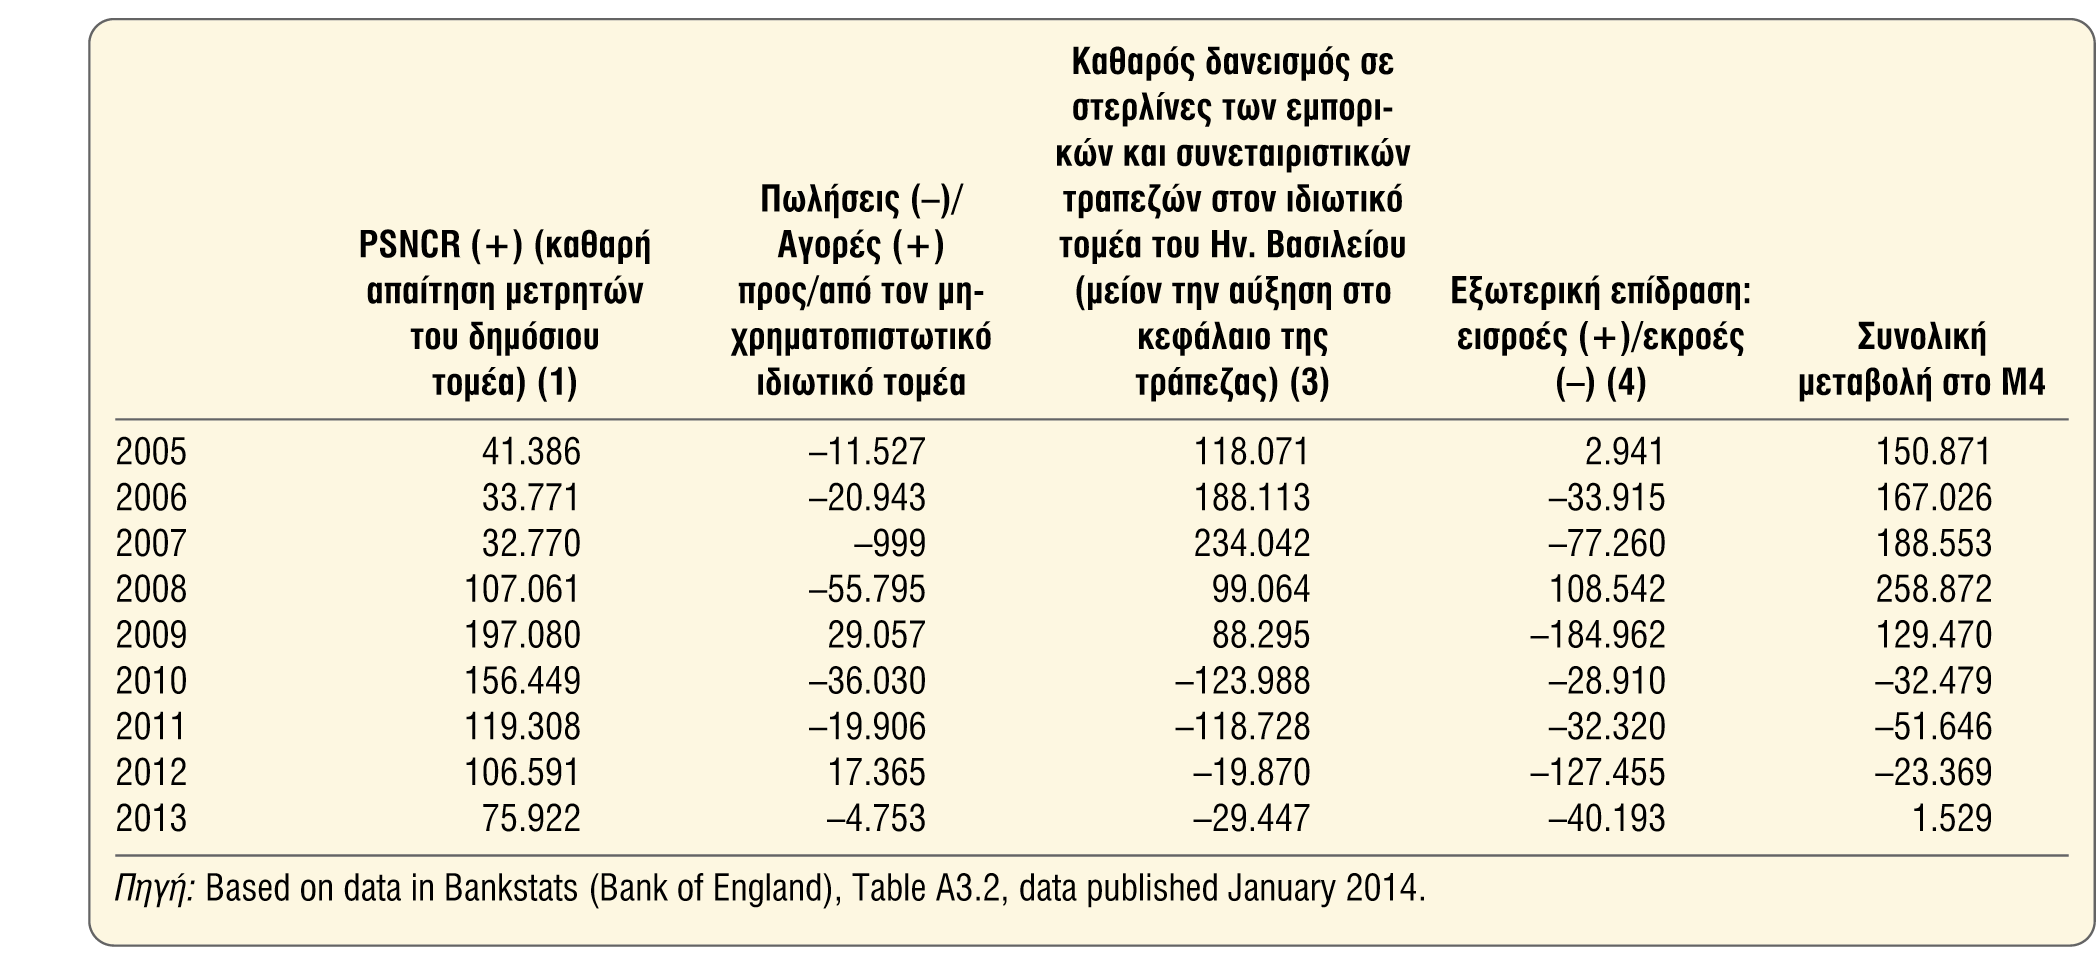 PSNCR (+) (καθαρή
απαίτηση μετρητών
του δημόσιου
τομέα) (1)
Πωλήσεις (–)/
Αγορές (+)
προς/από τον μη-
χρηματοπιστωτικό
ιδιωτικό τομέα
Καθαρός δανεισμός σε
στερλίνες των εμπορι-
κών και συνεταιριστικών
τραπεζών στον ιδιωτικό
τομέα του Ην. Βασιλείου
(μείον την αύξηση στο
κεφάλαιο της
τράπεζας) (3)
Εξωτερική επίδραση:
εισροές (+)/εκροές
(–) (4)
Συνολική
μεταβολή στο M4
2005 41.386 –11.527 118.071 2.941 150.871
2006 33.771 –20.943 188.113 –33.915 167.026
2007 32.770 –999 234.042 –77.260 188.553
2008 107.061 –55.795 99.064 108.542 258.872
2009 197.080 29.057 88.295 –184.962 129.470
2010 156.449 –36.030 –123.988 –28.910 –32.479
2011 119.308 –19.906 –118.728 –32.320 –51.646
2012 106.591 17.365 –19.870 –127.455 –23.369
2013 75.922 –4.753 –29.447 –40.193 1.529
Πηγή: Based on data in Bankstats (Bank of England), Table A3.2, data published January 2014.